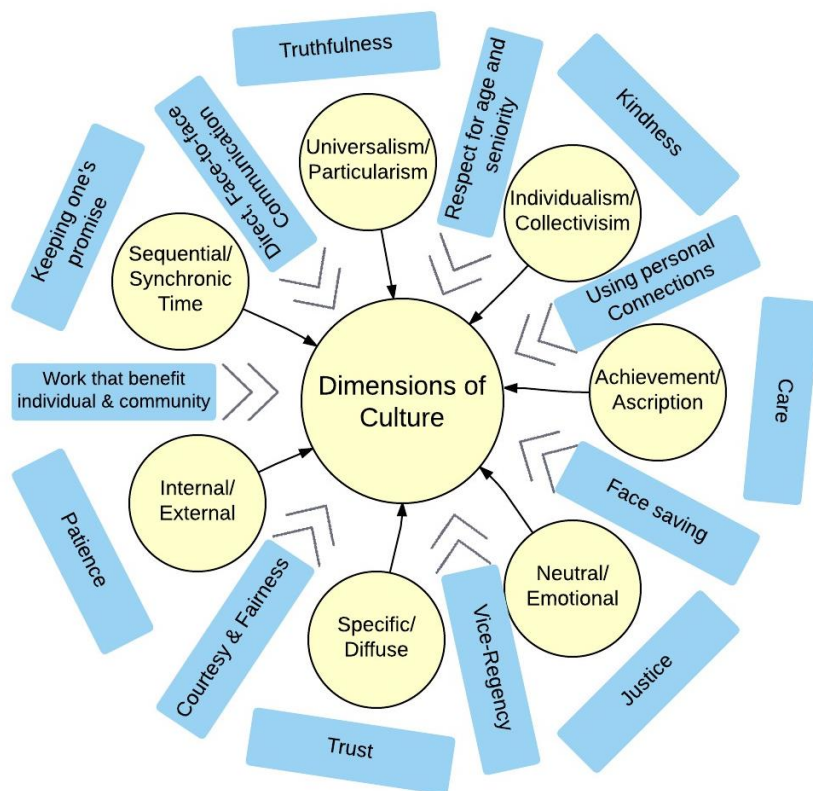 Truthfulness
Respect for age and
seniority
Kindness
Direct, Face-to-face
Communication
Universalism/
Particularism
Individualism/
Collectivisim
Keeping one's
promise
Sequential/
Synchronic
Time
Using personal
Connections
Care
Work that benefit
individual & community
Dimensions of
Culture
Achievement/
Ascription
Patience
Internal/
External
Face saving
Courtesy & Fairness
Specific/
Diffuse
Vice-Regency
Neutral/
Emotional
Justice
Trust